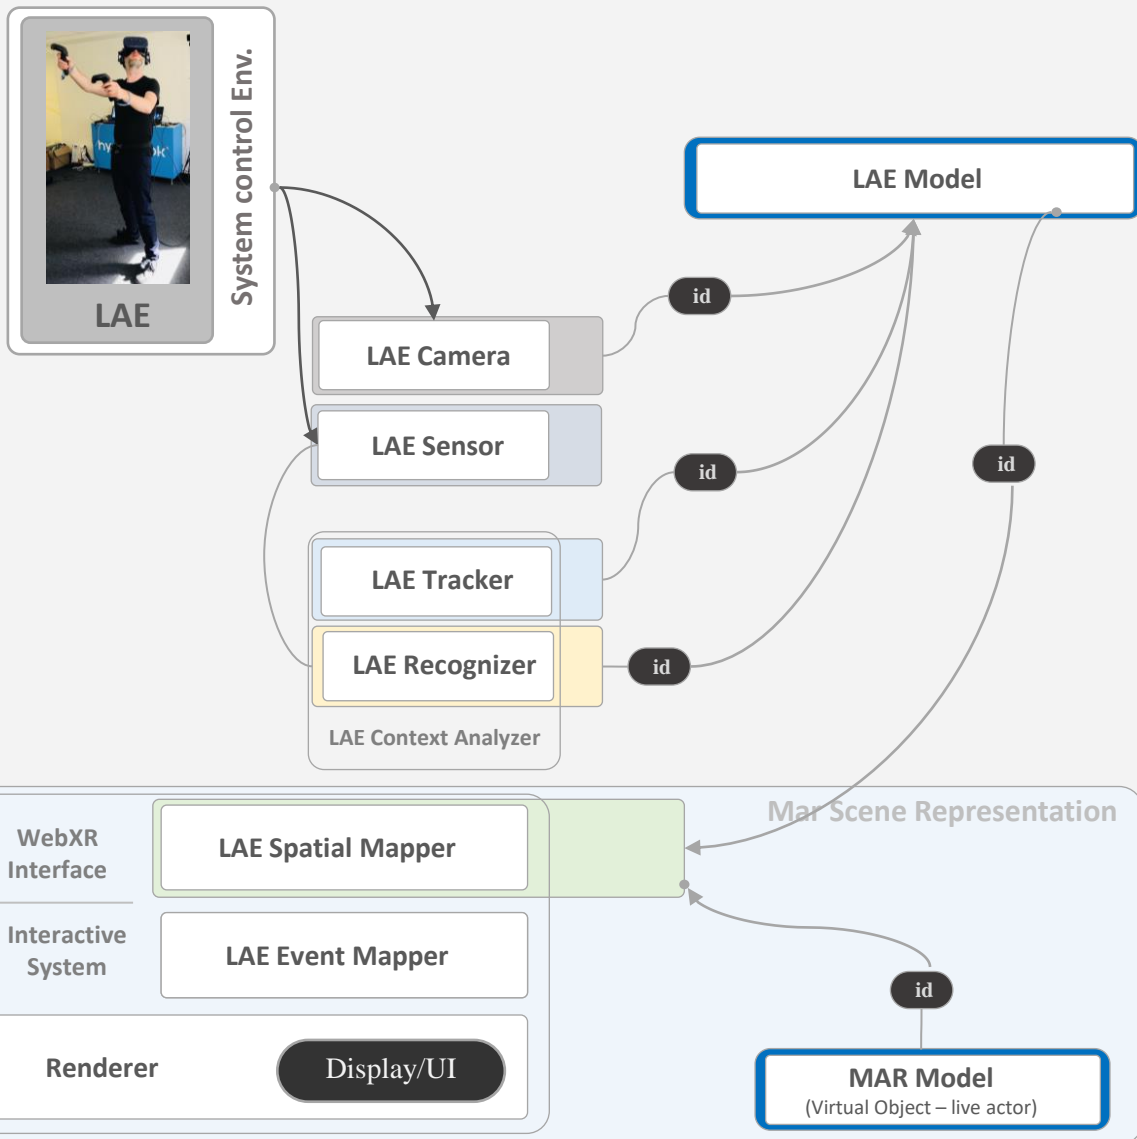 System control Env.
LAE
LAE Model
id
LAE Camera
LAE Sensor
id
id
LAE Tracker
LAE Recognizer
id
LAE Context Analyzer
Mar Scene Representation
WebXR
Interface
LAE Spatial Mapper
Interactive
System
LAE Event Mapper
id
Renderer
Display/UI
MAR Model
(Virtual Object – live actor)